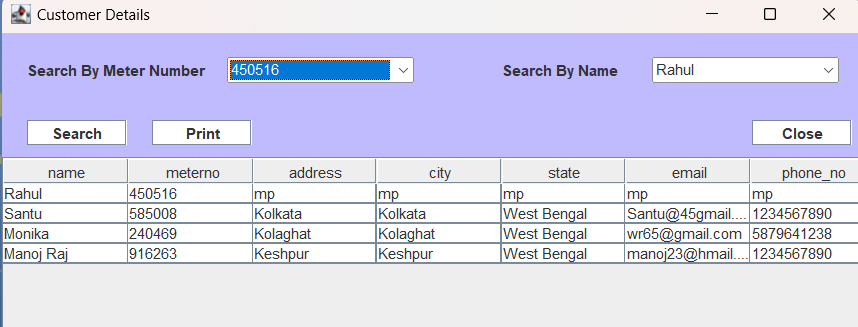 Customer Details
Search By Meter Number 450516 Search By Name Rahul
Search Print Close
name meterno address city state email phone_no
Rahul 450516 mp mp mp mp mp
Santu 585008 Kolkata Kolkata West Bengal Santu@45gmail.... 1234567890
Monika 240469 Kolaghat Kolaghat West Bengal wr65@gmail.com 5879641238
Manoj Raj 916263 Keshpur Keshpur West Bengal manoj23@hmail.... 1234567890